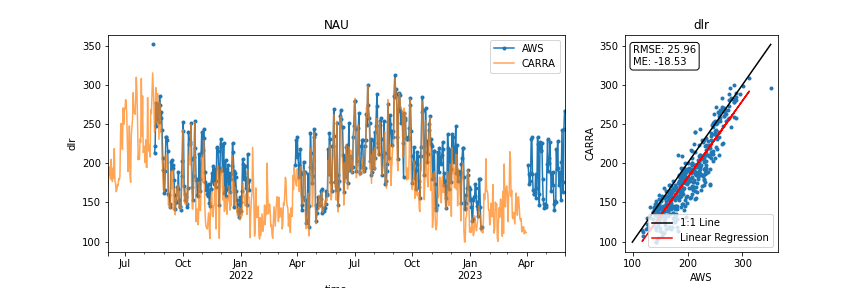 NAU
dlr
350
300
250
200
150
100
AWS
CARRA
Jul
Oct
Jan
2022
Apr
Jul
Oct
Jan
2023
Apr
time
dlr
CARRA
350
300
250
200
150
100
RMSE: 25.96
ME: -18.53
1:1 Line
Linear Regression
100
200
300
AWS